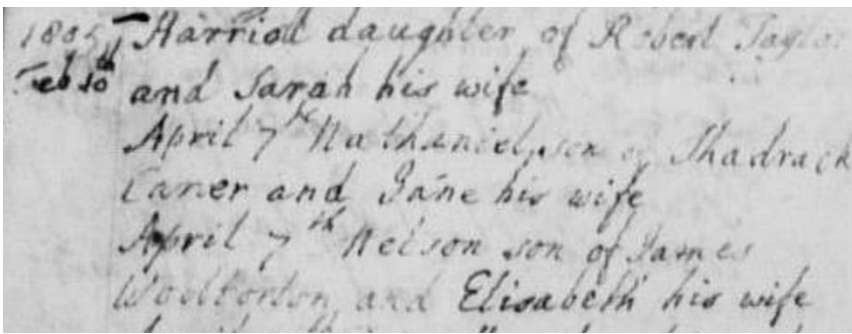 1805 Harriot daughter of Robert Taylor
Feb 10th and Sarah his wife
April 7th Nathaniel, son of Shadrack
Caner and Jane his wife
April 7th Nelson son of James
Woolterton and Elisabeth his wife